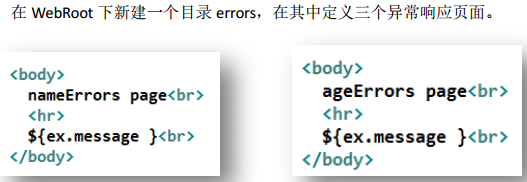 在 WebRoot 下新建一个目录 errors，在其中定义三个异常响应页面。
<body>
nameErrors page<br>
<hr>
${ex.message }<br>
</body>
<body>
ageErrors page<br>
<hr>
${ex.message }<br>
</body>